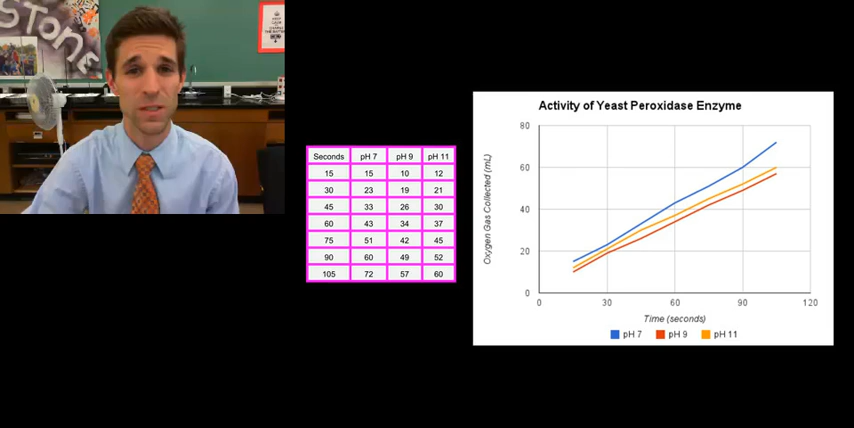 STONE
Seconds pH 7 pH 9 pH 11
15 15 10 12
30 23 19 21
45 33 26 30
60 43 34 37
75 51 42 45
90 60 49 52
105 72 57 60
Activity of Yeast Peroxidase Enzyme
Oxygen Gas Collected (mL)
80
60
40
20
0
0 30 60 90 120
Time (seconds)
pH 7 pH 9 pH 11